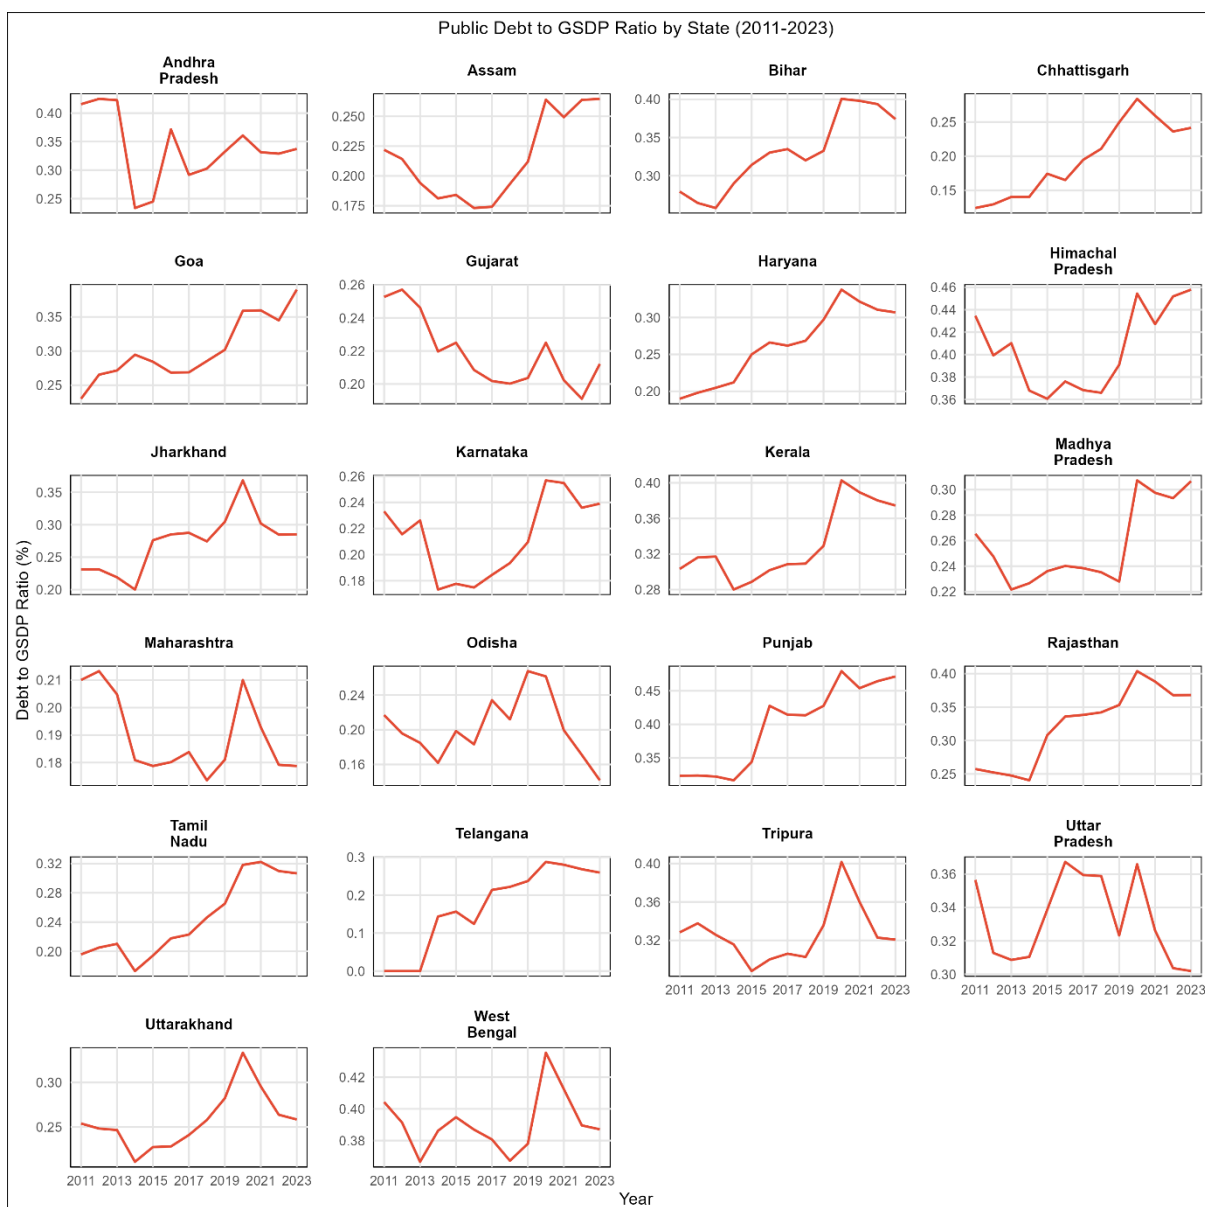 Public Debt to GSDP Ratio by State (2011-2023)
Andhra
Pradesh
Assam
Bihar
Chhattisgarh
0.40
0.35
0.30
0.25
0.250
0.225
0.200
0.175
0.40
0.35
0.30
0.25
0.20
0.15
Goa
Gujarat
Haryana
Himachal
Pradesh
0.35
0.30
0.25
0.26
0.24
0.22
0.20
0.30
0.25
0.20
0.46
0.44
0.42
0.40
0.38
0.36
Jharkhand
Karnataka
Kerala
Madhya
Pradesh
0.35
0.30
0.25
0.20
0.26
0.24
0.22
0.20
0.18
0.40
0.36
0.32
0.28
0.30
0.28
0.26
0.24
0.22
Debt to GSDP Ratio (%)
Maharashtra
Odisha
Punjab
Rajasthan
0.21
0.20
0.19
0.18
0.24
0.20
0.16
0.45
0.40
0.35
0.40
0.35
0.30
0.25
Tamil
Nadu
Telangana
Tripura
Uttar
Pradesh
0.32
0.28
0.24
0.20
0.3
0.2
0.1
0.0
0.40
0.36
0.32
0.36
0.34
0.32
0.30
2011 2013 2015 2017 2019 2021 2023
2011 2013 2015 2017 2019 2021 2023
Uttarakhand
West
Bengal
0.30
0.25
0.42
0.40
0.38
2011 2013 2015 2017 2019 2021 2023
2011 2013 2015 2017 2019 2021 2023
Year